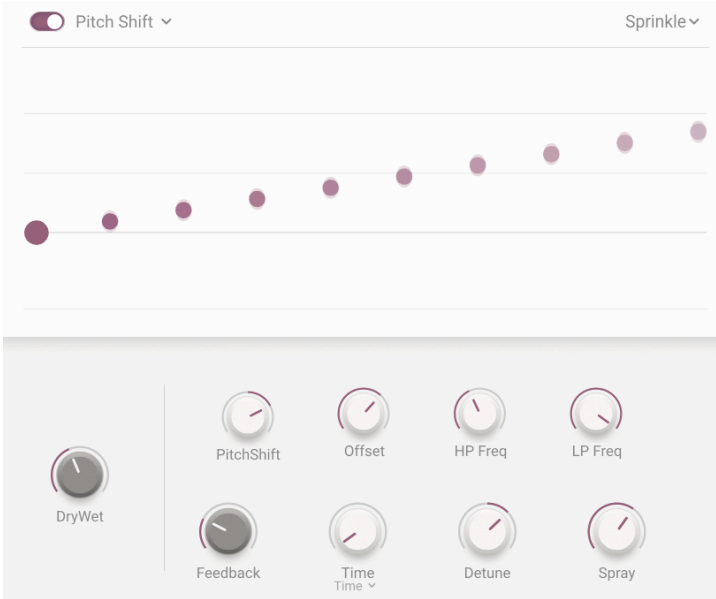 Pitch Shift
Sprinkle
PitchShift
Offset
HP Freq
LP Freq
DryWet
Feedback
Time
Time
Detune
Spray